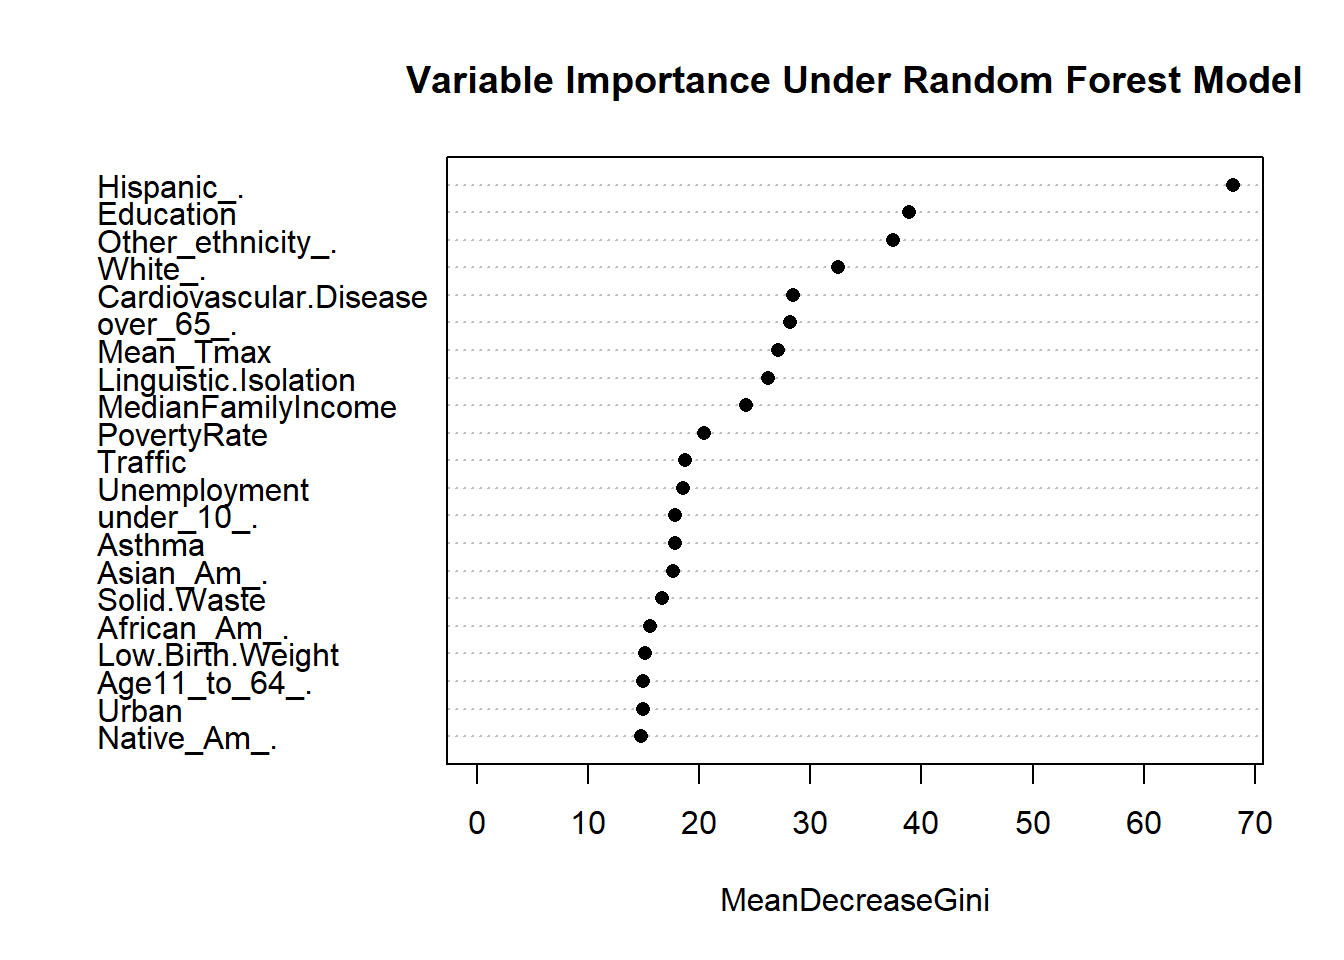 Variable Importance Under Random Forest Model
Hispanic_.
Education
Other_ethnicity_.
White_.
Cardiovascular.Disease
over_65_.
Mean_Tmax
Linguistic.Isolation
MedianFamilyIncome
PovertyRate
Traffic
Unemployment
under_10_.
Asthma
Asian_Am_.
Solid.Waste
African_Am_.
Low.Birth.Weight
Age11_to_64_.
Urban
Native_Am_.
0 10 20 30 40 50 60 70
MeanDecreaseGini